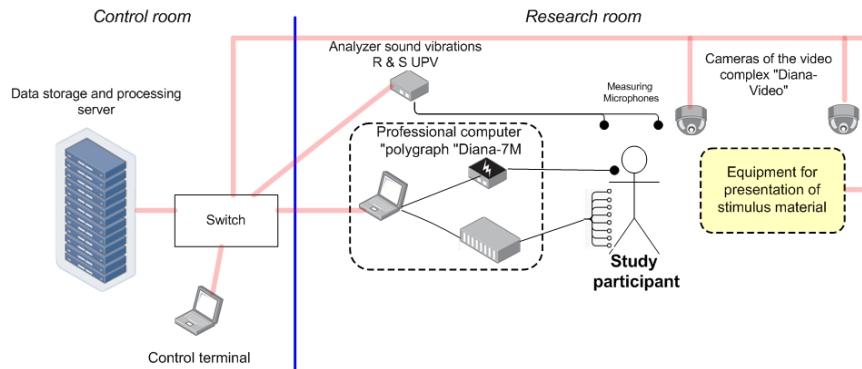 Control room
Research room
Analyzer sound vibrations
R & S UPV
Data storage and processing
server
Measuring
Microphones
Cameras of the video
complex "Diana-
Video"
Professional computer
"polygraph "Diana-7M
Equipment for
presentation of
stimulus material
Switch
Study
participant
Control terminal